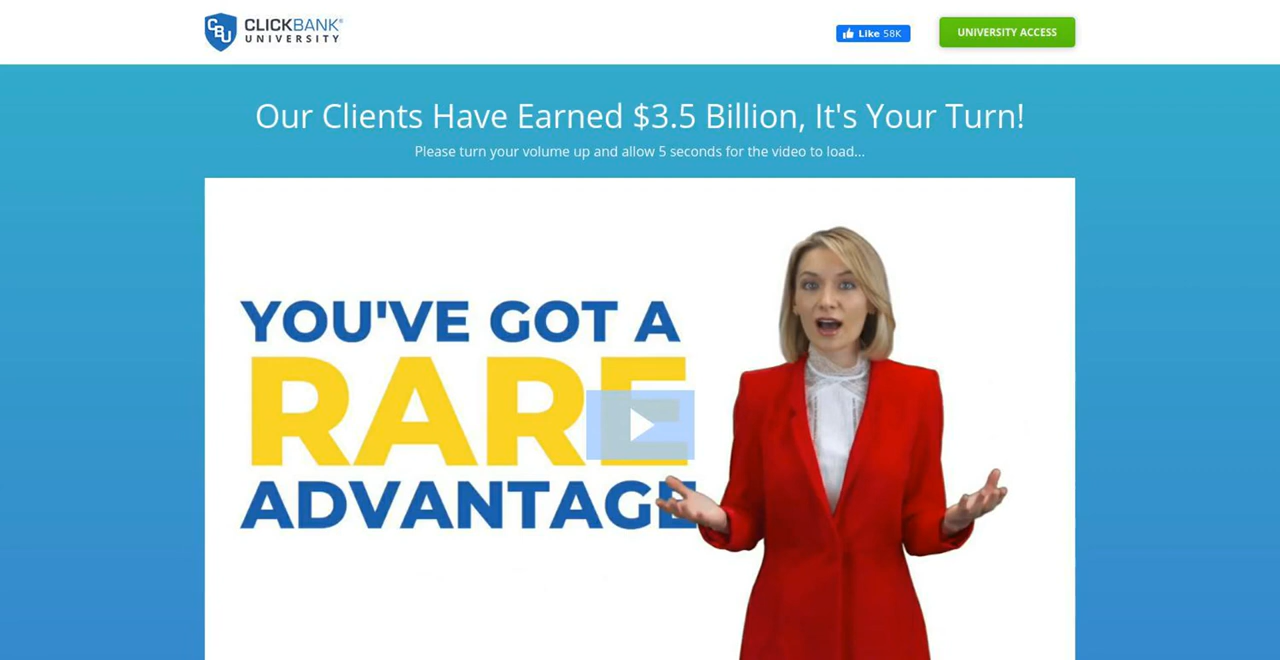 CBU
CLICKBANK®
UNIVERSITY
Like 58K
UNIVERSITY ACCESS
Our Clients Have Earned $3.5 Billion, It's Your Turn!
Please turn your volume up and allow 5 seconds for the video to load...
YOU'VE GOT A
RARE
ADVANTAGE